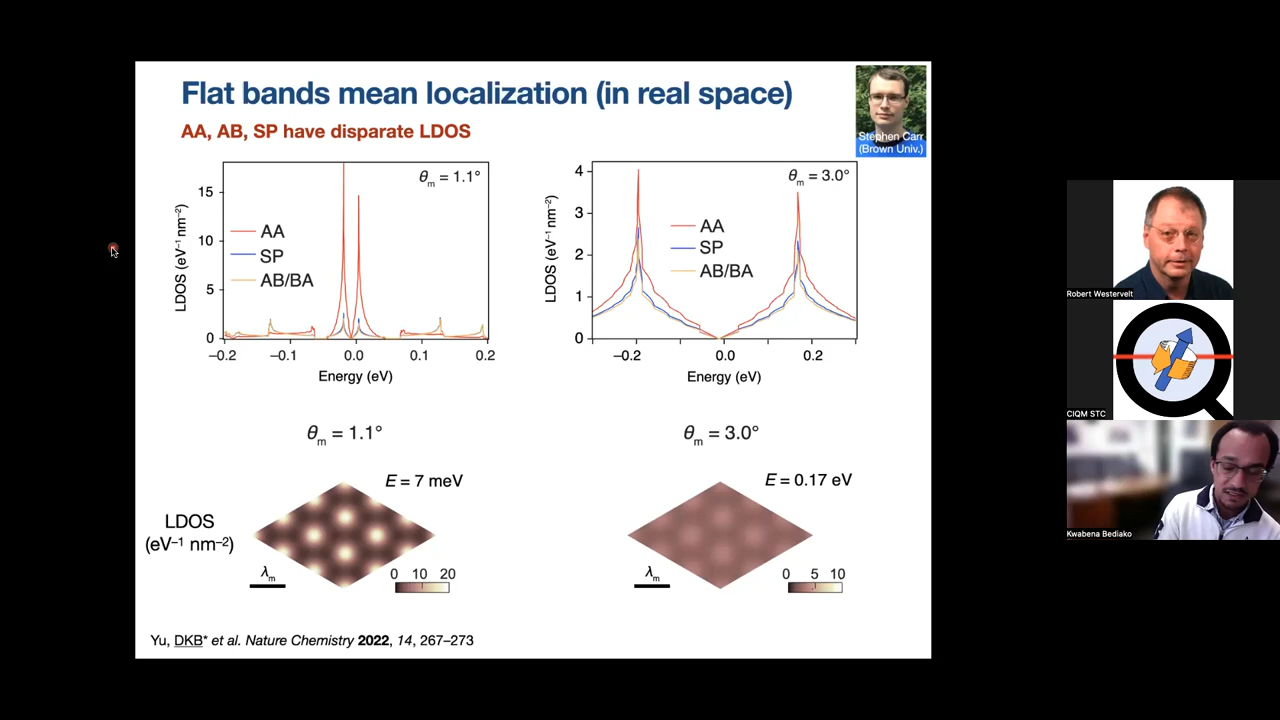 Flat bands mean localization (in real space)
AA, AB, SP have disparate LDOS
Stephen Carr
(Brown Univ.)
θm = 1.1°
15
10
5
0
LDOS (eV–1 nm–2)
AA
SP
AB/BA
–0.2
–0.1
0.0
0.1
0.2
Energy (eV)
θm = 3.0°
4
3
2
1
0
LDOS (eV–1 nm–2)
AA
SP
AB/BA
–0.2
0.0
0.2
Energy (eV)
θm = 1.1°
θm = 3.0°
E = 7 meV
E = 0.17 eV
LDOS
(eV–1 nm–2)
λm
0 10 20
λm
0 5 10
Yu, DKB* et al. Nature Chemistry 2022, 14, 267–273
Robert Westervelt
CIQM STC
Kwabena Bediako